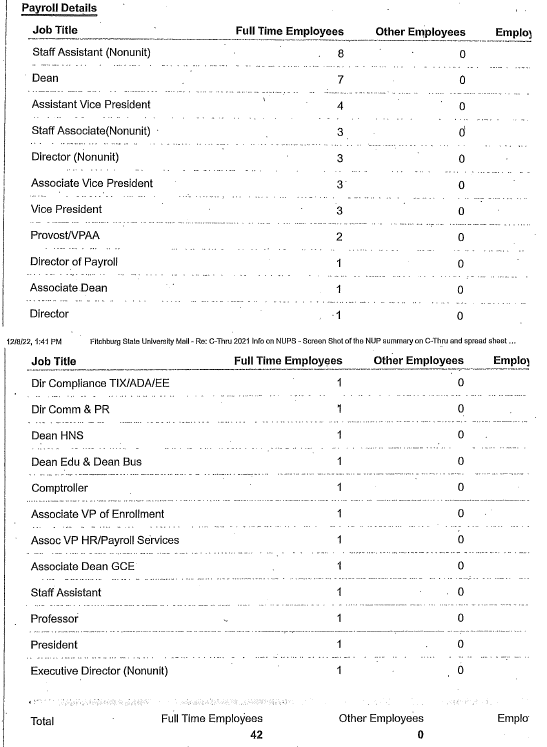 Payroll Details
Job Title Full Time Employees Other Employees Employ
Staff Assistant (Nonunit) 8 0
Dean 7 0
Assistant Vice President 4 0
Staff Associate(Nonunit) 3 0
Director (Nonunit) 3 0
Associate Vice President 3 0
Vice President 3 0
Provost/VPAA 2 0
Director of Payroll 1 0
Associate Dean 1 0
Director 1 0
12/8/22, 1:41 PM Fitchburg State University Mail - Re: C-Thru 2021 Info on NUPS - Screen Shot of the NUP summary on C-Thru and spread sheet ...
Job Title Full Time Employees Other Employees Employ
Dir Compliance TIX/ADA/EE 1 0
Dir Comm & PR 1 0
Dean HNS 1 0
Dean Edu & Dean Bus 1 0
Comptroller 1 0
Associate VP of Enrollment 1 0
Assoc VP HR/Payroll Services 1 0
Associate Dean GCE 1 0
Staff Assistant 1 0
Professor 1 0
President 1 0
Executive Director (Nonunit) 1 0
Total Full Time Employees Other Employees Emplo
42 0